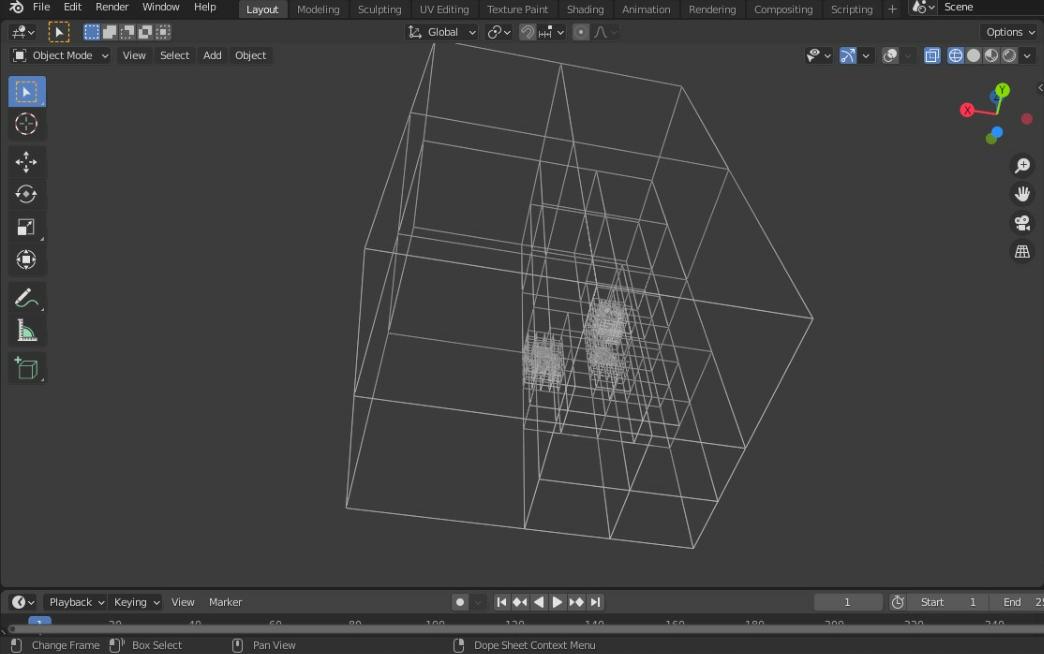 File Edit Render Window Help Layout Modeling Sculpting UV Editing Texture Paint Shading Animation Rendering Compositing Scripting + Scene
Global Options
Object Mode View Select Add Object
Y
X
Playback Keying View Marker 1 Start 1 End
1 20 40 60 80 100 120 140 160 180 200 220 240
Change Frame Box Select Pan View Dope Sheet Context Menu